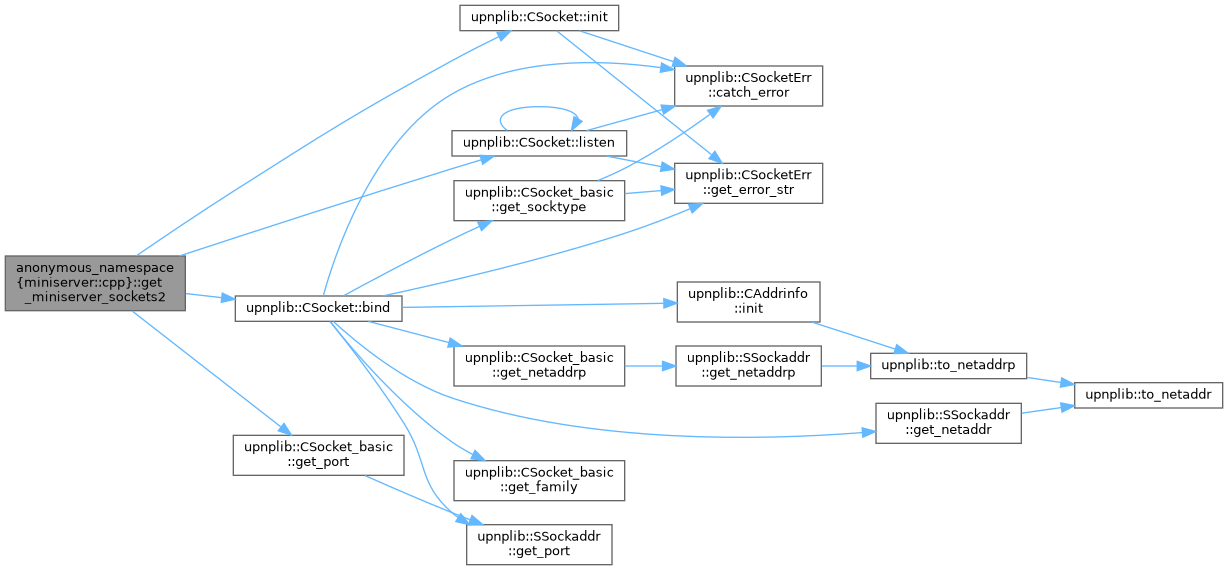 upnplib::CSocket::init
upnplib::CSocketErr
::catch_error
upnplib::CSocket::listen
upnplib::CSocketErr
::get_error_str
upnplib::CSocket_basic
::get_socktype
anonymous_namespace
{miniserver::cpp}::get
_miniserver_sockets2
upnplib::CSocket::bind
upnplib::CAddrinfo
::init
upnplib::CSocket_basic
::get_netaddrp
upnplib::SSockaddr
::get_netaddrp
upnplib::to_netaddrp
upnplib::to_netaddr
upnplib::SSockaddr
::get_netaddr
upnplib::CSocket_basic
::get_port
upnplib::CSocket_basic
::get_family
upnplib::SSockaddr
::get_port